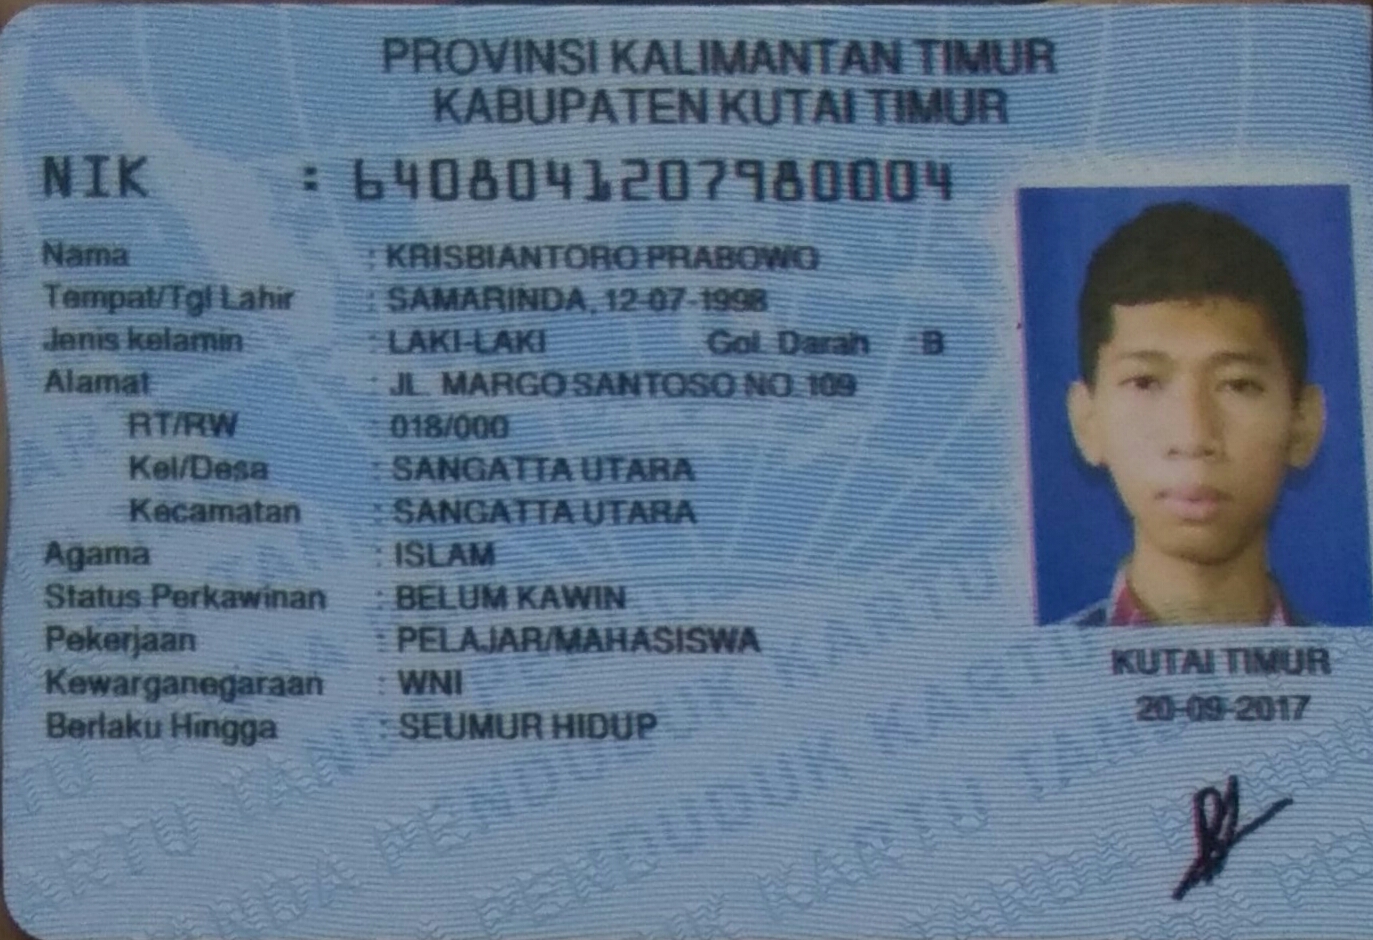 PROVINSI KALIMANTAN TIMUR
KABUPATEN KUTAI TIMUR
NIK : 6408041207980004
Nama : KRISBIANTORO PRABOWO
Tempat/Tgl Lahir : SAMARINDA, 12-07-1998
Jenis kelamin : LAKI-LAKI Gol. Darah : B
Alamat : JL. MARGO SANTOSO NO. 109
RT/RW : 018/000
Kel/Desa : SANGATTA UTARA
Kecamatan : SANGATTA UTARA
Agama : ISLAM
Status Perkawinan : BELUM KAWIN
Pekerjaan : PELAJAR/MAHASISWA
Kewarganegaraan : WNI
Berlaku Hingga : SEUMUR HIDUP
KUTAI TIMUR
20-09-2017